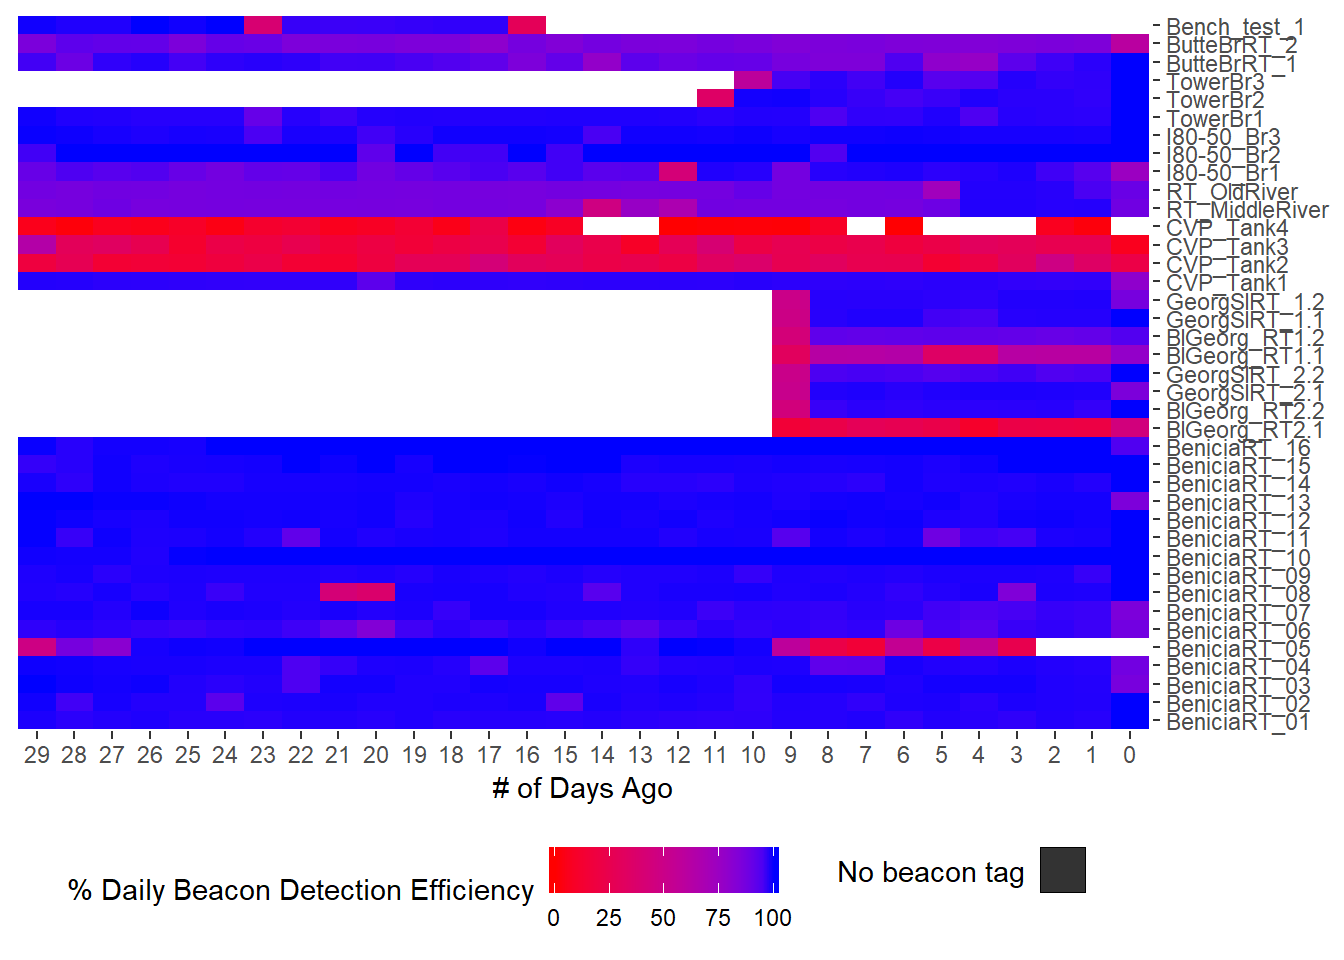 Bench_test_1
ButteBrRT_2
ButteBrRT_1
TowerBr3
TowerBr2
TowerBr1
I80-50_Br3
I80-50_Br2
I80-50_Br1
RT_OldRiver
RT_MiddleRiver
CVP_Tank4
CVP_Tank3
CVP_Tank2
CVP_Tank1
GeorgSlRT_1.2
GeorgSlRT_1.1
BlGeorg_RT1.2
BlGeorg_RT1.1
GeorgSlRT_2.2
GeorgSlRT_2.1
BlGeorg_RT2.2
BlGeorg_RT2.1
BeniciaRT_16
BeniciaRT_15
BeniciaRT_14
BeniciaRT_13
BeniciaRT_12
BeniciaRT_11
BeniciaRT_10
BeniciaRT_09
BeniciaRT_08
BeniciaRT_07
BeniciaRT_06
BeniciaRT_05
BeniciaRT_04
BeniciaRT_03
BeniciaRT_02
BeniciaRT_01
29 28 27 26 25 24 23 22 21 20 19 18 17 16 15 14 13 12 11 10 9 8 7 6 5 4 3 2 1 0
# of Days Ago
% Daily Beacon Detection Efficiency
0 25 50 75 100
No beacon tag